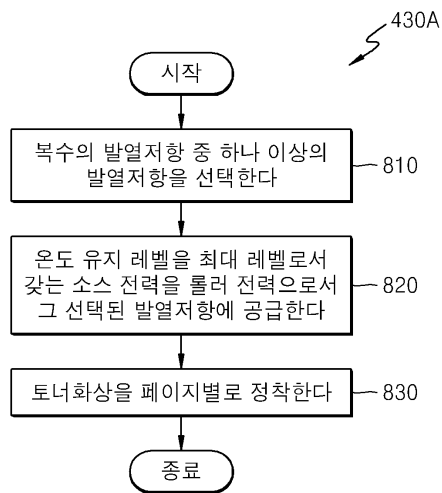 430A
시작
복수의 발열저항 중 하나 이상의
발열저항을 선택한다
810
온도 유지 레벨을 최대 레벨로서
갖는 소스 전력을 롤러 전력으로서
그 선택된 발열저항에 공급한다
820
토너화상을 페이지별로 정착한다
830
종료